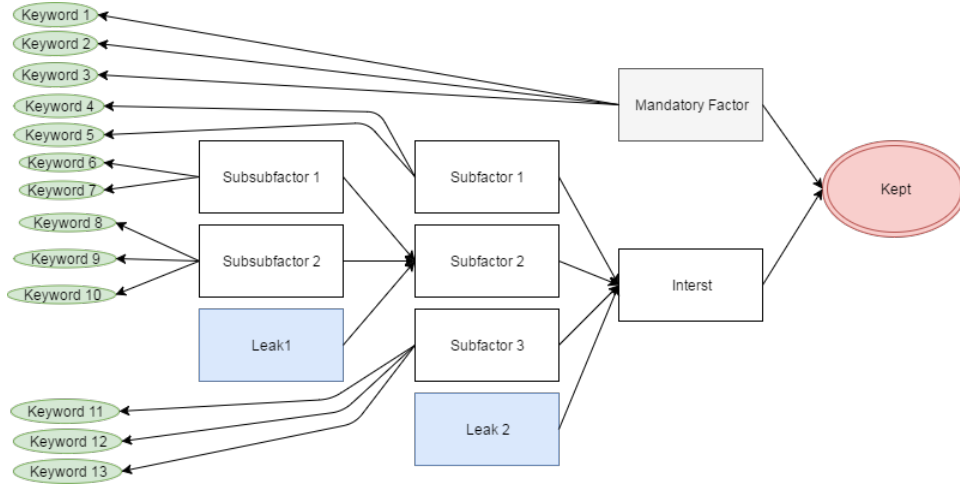 Keyword 1
Keyword 2
Keyword 3
Keyword 4
Keyword 5
Keyword 6
Keyword 7
Keyword 8
Keyword 9
Keyword 10
Keyword 11
Keyword 12
Keyword 13
Subsubfactor 1
Subsubfactor 2
Leak1
Subfactor 1
Subfactor 2
Subfactor 3
Leak 2
Mandatory Factor
Interst
Kept